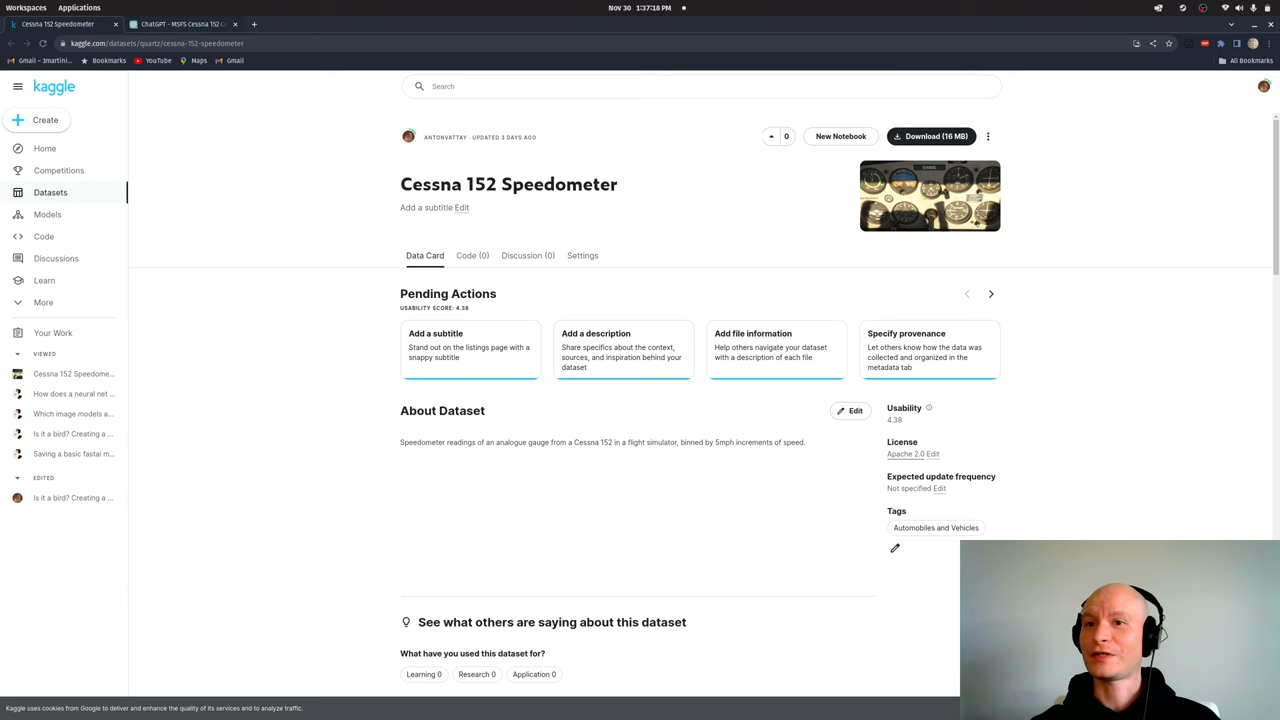 Workspaces Applications Nov 30 1:37:18 PM
Cessna 152 Speedometer
ChatGPT - MSFS Cessna 152 C
kaggle.com/datasets/quartz/cessna-152-speedometer
Gmail – 3martini... Bookmarks YouTube Maps Gmail All Bookmarks
kaggle
Search
Create
Home
Competitions
Datasets
Models
Code
Discussions
Learn
More
Your Work
VIEWED
Cessna 152 Speedome...
How does a neural net ...
Which image models a...
Is it a bird? Creating a ...
Saving a basic fastai m...
EDITED
Is it a bird? Creating a ...
ANTONVATTAY · UPDATED 3 DAYS AGO
0
New Notebook
Download (16 MB)
Cessna 152 Speedometer
Add a subtitle Edit
Data Card Code (0) Discussion (0) Settings
Pending Actions
USABILITY SCORE: 4.38
Add a subtitle
Stand out on the listings page with a
snappy subtitle
Add a description
Share specifics about the context,
sources, and inspiration behind your
dataset
Add file information
Help others navigate your dataset
with a description of each file
Specify provenance
Let others know how the data was
collected and organized in the
metadata tab
About Dataset
Edit
Speedometer readings of an analogue gauge from a Cessna 152 in a flight simulator, binned by 5mph increments of speed.
Usability
4.38
License
Apache 2.0 Edit
Expected update frequency
Not specified Edit
Tags
Automobiles and Vehicles
See what others are saying about this dataset
What have you used this dataset for?
Learning 0 Research 0 Application 0
Kaggle uses cookies from Google to deliver and enhance the quality of its services and to analyze traffic.